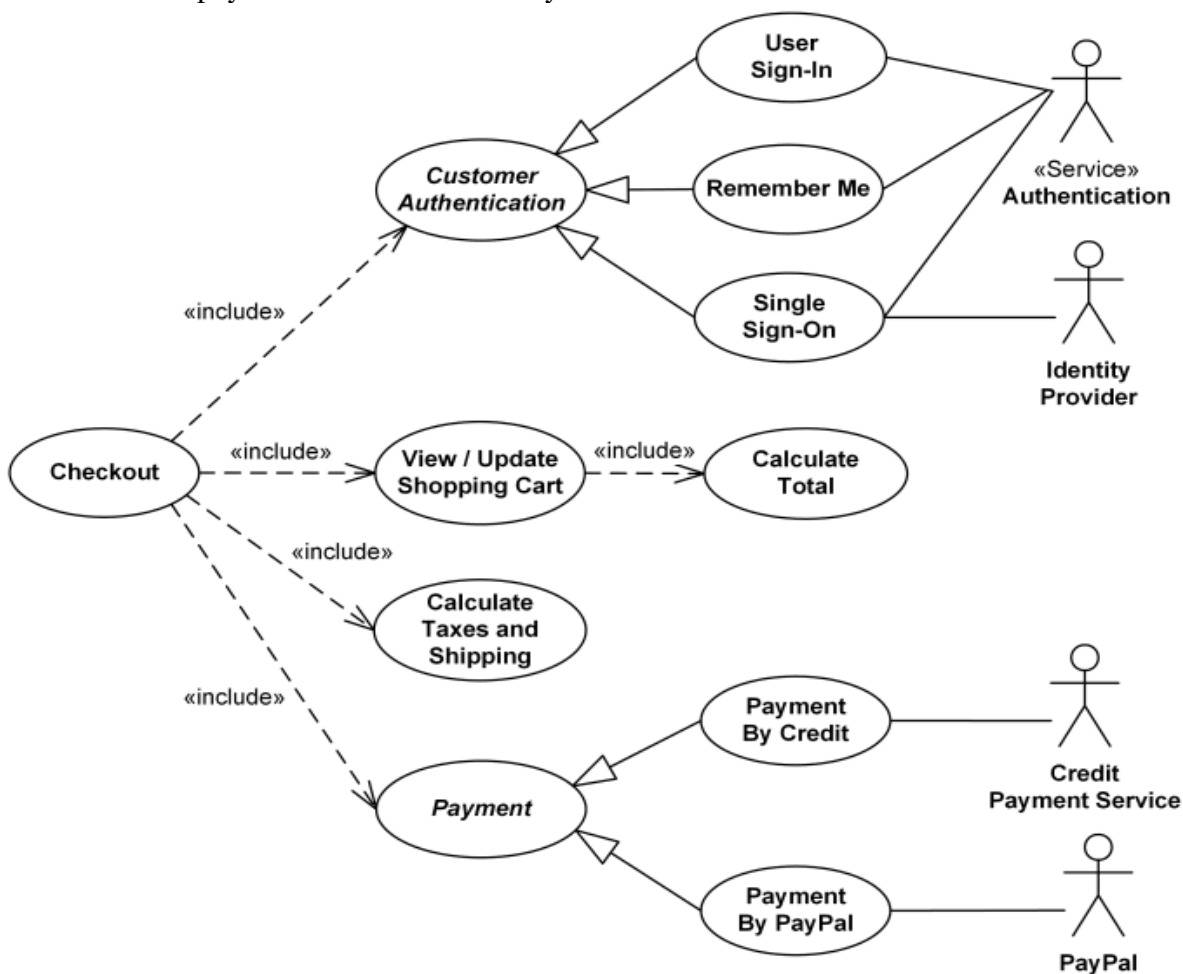 User
Sign-In
«Service»
Authentication
Customer
Authentication
Remember Me
Single
Sign-On
Identity
Provider
«include»
Checkout
«include»
View / Update
Shopping Cart
«include»
Calculate
Total
«include»
Calculate
Taxes and
Shipping
«include»
Payment
By Credit
Credit
Payment Service
Payment
Payment
By PayPal
PayPal